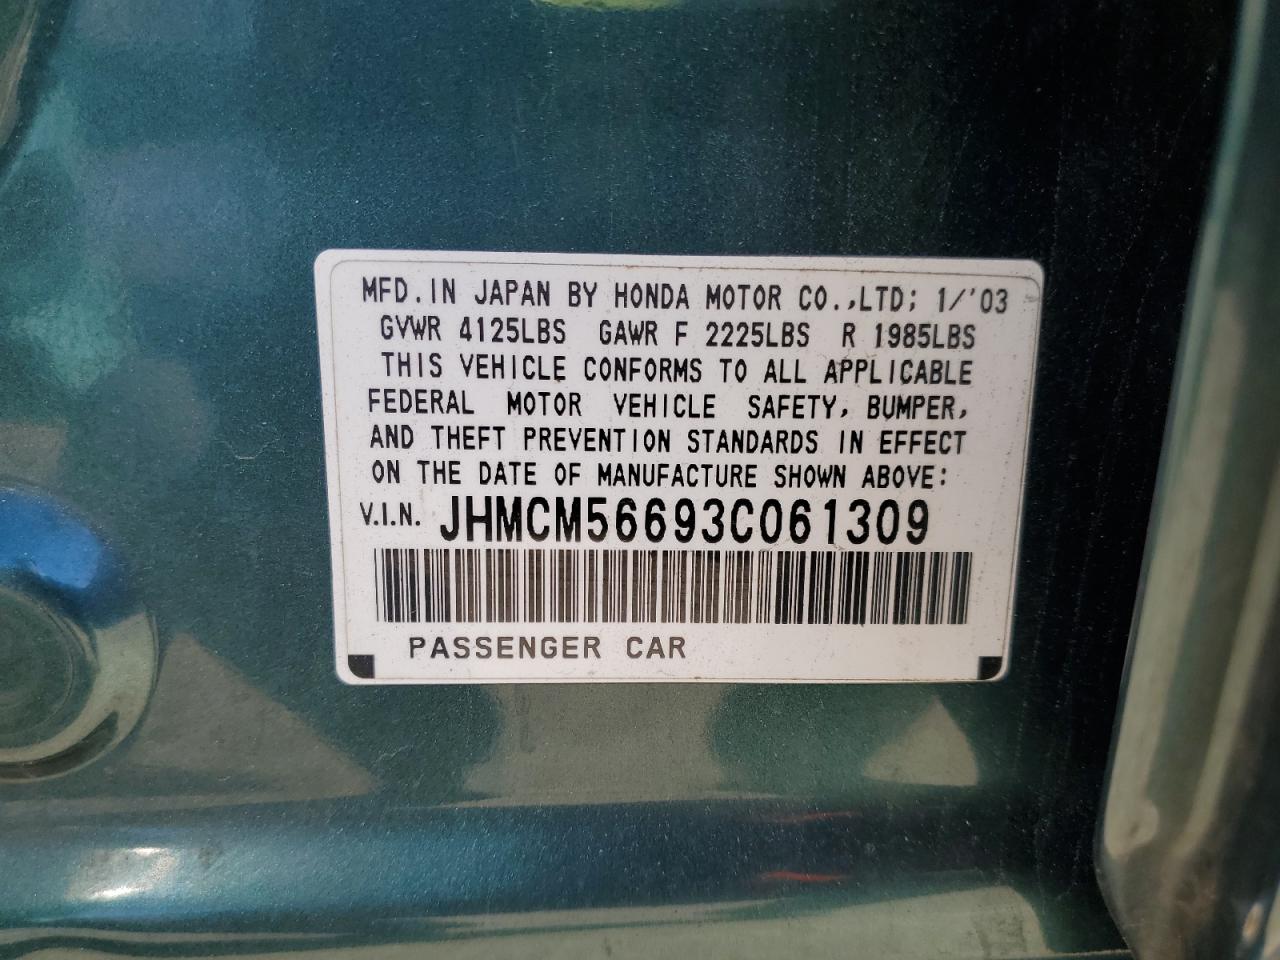 MFD.IN JAPAN BY HONDA MOTOR CO.,LTD; 1/'03
GVWR 4125LBS GAWR F 2225LBS R 1985LBS
THIS VEHICLE CONFORMS TO ALL APPLICABLE
FEDERAL MOTOR VEHICLE SAFETY, BUMPER,
AND THEFT PREVENTION STANDARDS IN EFFECT
ON THE DATE OF MANUFACTURE SHOWN ABOVE:
V.I.N. JHMCM56693C061309
PASSENGER CAR